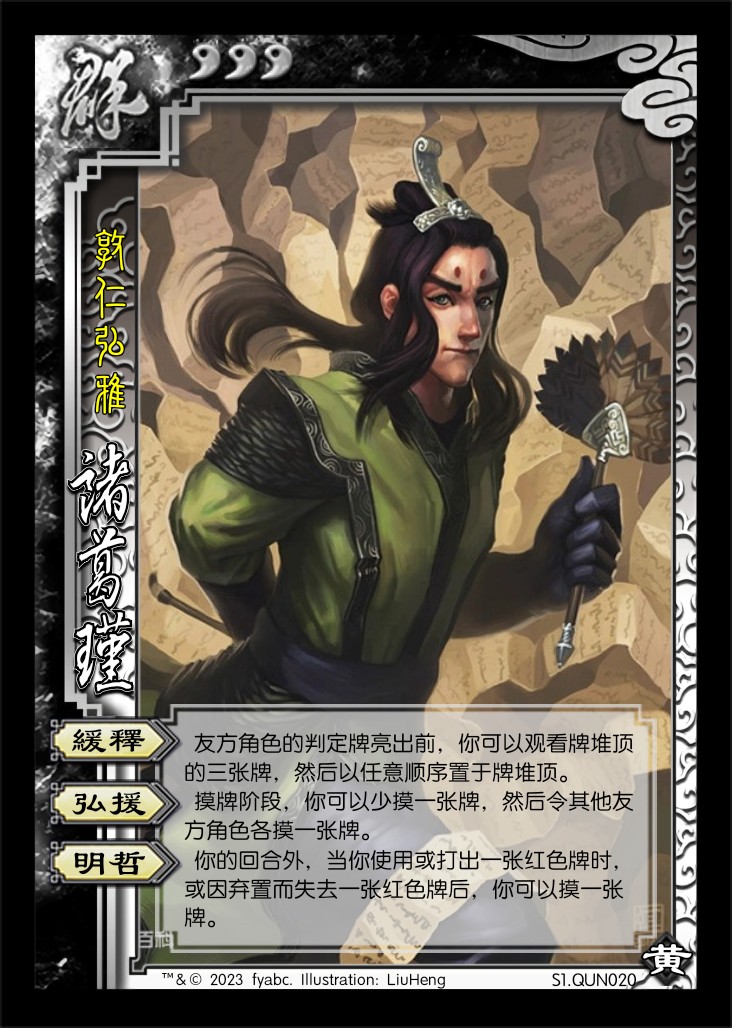 群
敦仁弘雅
諸葛瑾
緩釋
友方角色的判定牌亮出前，你可以观看牌堆顶
的三张牌，然后以任意顺序置于牌堆顶。
弘援
摸牌阶段，你可以少摸一张牌，然后令其他友
方角色各摸一张牌。
明哲
你的回合外，当你使用或打出一张红色牌时，
或因弃置而失去一张红色牌后，你可以摸一张
牌。
百科
黄
™&© 2023 fyabc. Illustration: LiuHeng
S1.QUN020